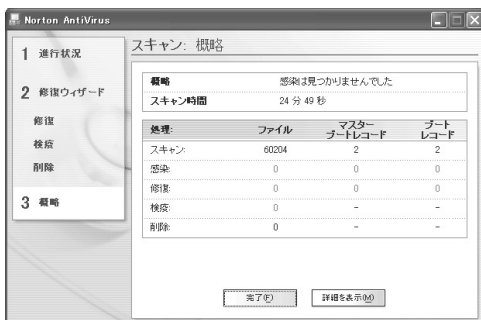 Norton AntiVirus
1 進行状況
2 修復ウィザード
修復
検疫
削除
3 概略
スキャン: 概略
概略 感染は見つかりませんでした
スキャン時間 24 分 49 秒
処理: ファイル マスター ブートレコード ブート レコード
スキャン: 60204 2 2
感染: 0 0 0
修復: 0 0 0
検疫: 0 - -
削除: 0 - -
完了(F) 詳細を表示(M)